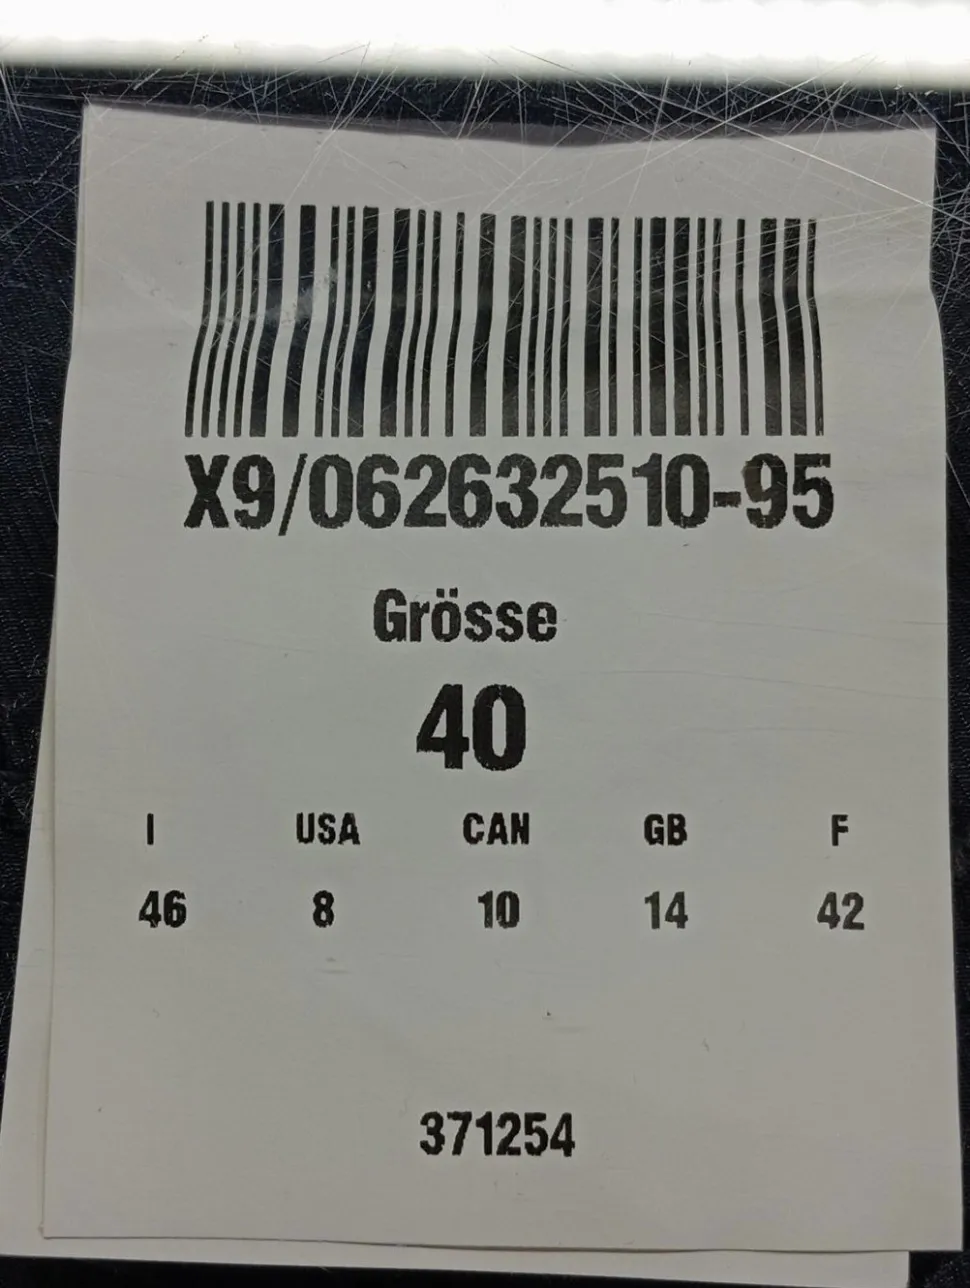 X9/062632510-95
Grösse
40
I USA CAN GB F
46 8 10 14 42
371254